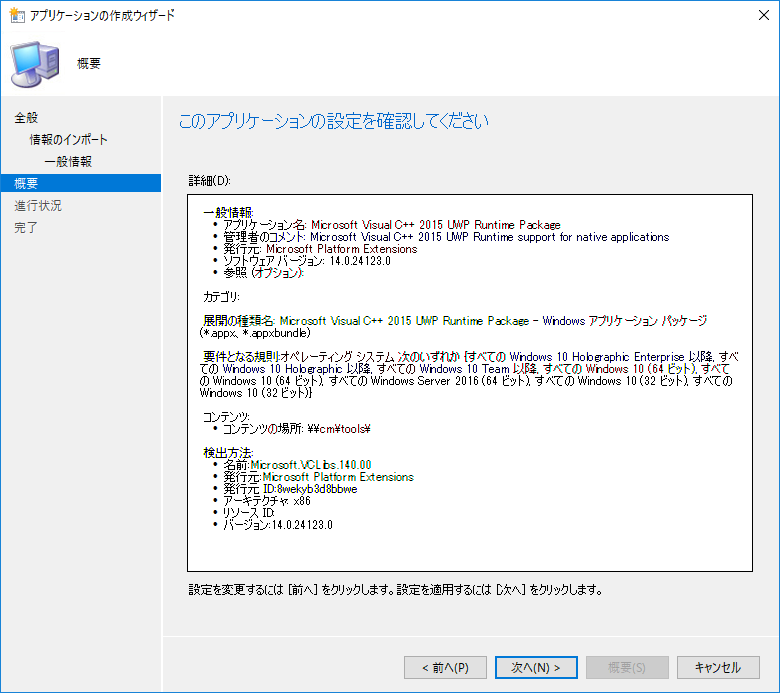 アプリケーションの作成ウィザード
概要
全般
情報のインポート
一般情報
概要
進行状況
完了
このアプリケーションの設定を確認してください
詳細(D):
一般情報:
• アプリケーション名: Microsoft Visual C++ 2015 UWP Runtime Package
• 管理者のコメント: Microsoft Visual C++ 2015 UWP Runtime support for native applications
• 発行元: Microsoft Platform Extensions
• ソフトウェア バージョン: 14.0.24123.0
• 参照 (オプション):
カテゴリ:
展開の種類名: Microsoft Visual C++ 2015 UWP Runtime Package - Windows アプリケーション パッケージ
(*.appx、*.appxbundle)
要件となる規則:オペレーティング システム 次のいずれか {すべての Windows 10 Holographic Enterprise 以降, すべ
ての Windows 10 Holographic 以降, すべての Windows 10 Team 以降, すべての Windows 10 (64 ビット), すべて
の Windows 10 (64 ビット), すべての Windows Server 2016 (64 ビット), すべての Windows 10 (32 ビット), すべての
Windows 10 (32 ビット)}
コンテンツ:
• コンテンツの場所: \\cm\tools\
検出方法:
• 名前:Microsoft.VCLibs.140.00
• 発行元:Microsoft Platform Extensions
• 発行元 ID:8wekyb3d8bbwe
• アーキテクチャ: x86
• リソース ID:
• バージョン:14.0.24123.0
設定を変更するには [前へ] をクリックします。設定を適用するには [次へ] をクリックします。
< 前へ(P)
次へ(N) >
概要(S)
キャンセル